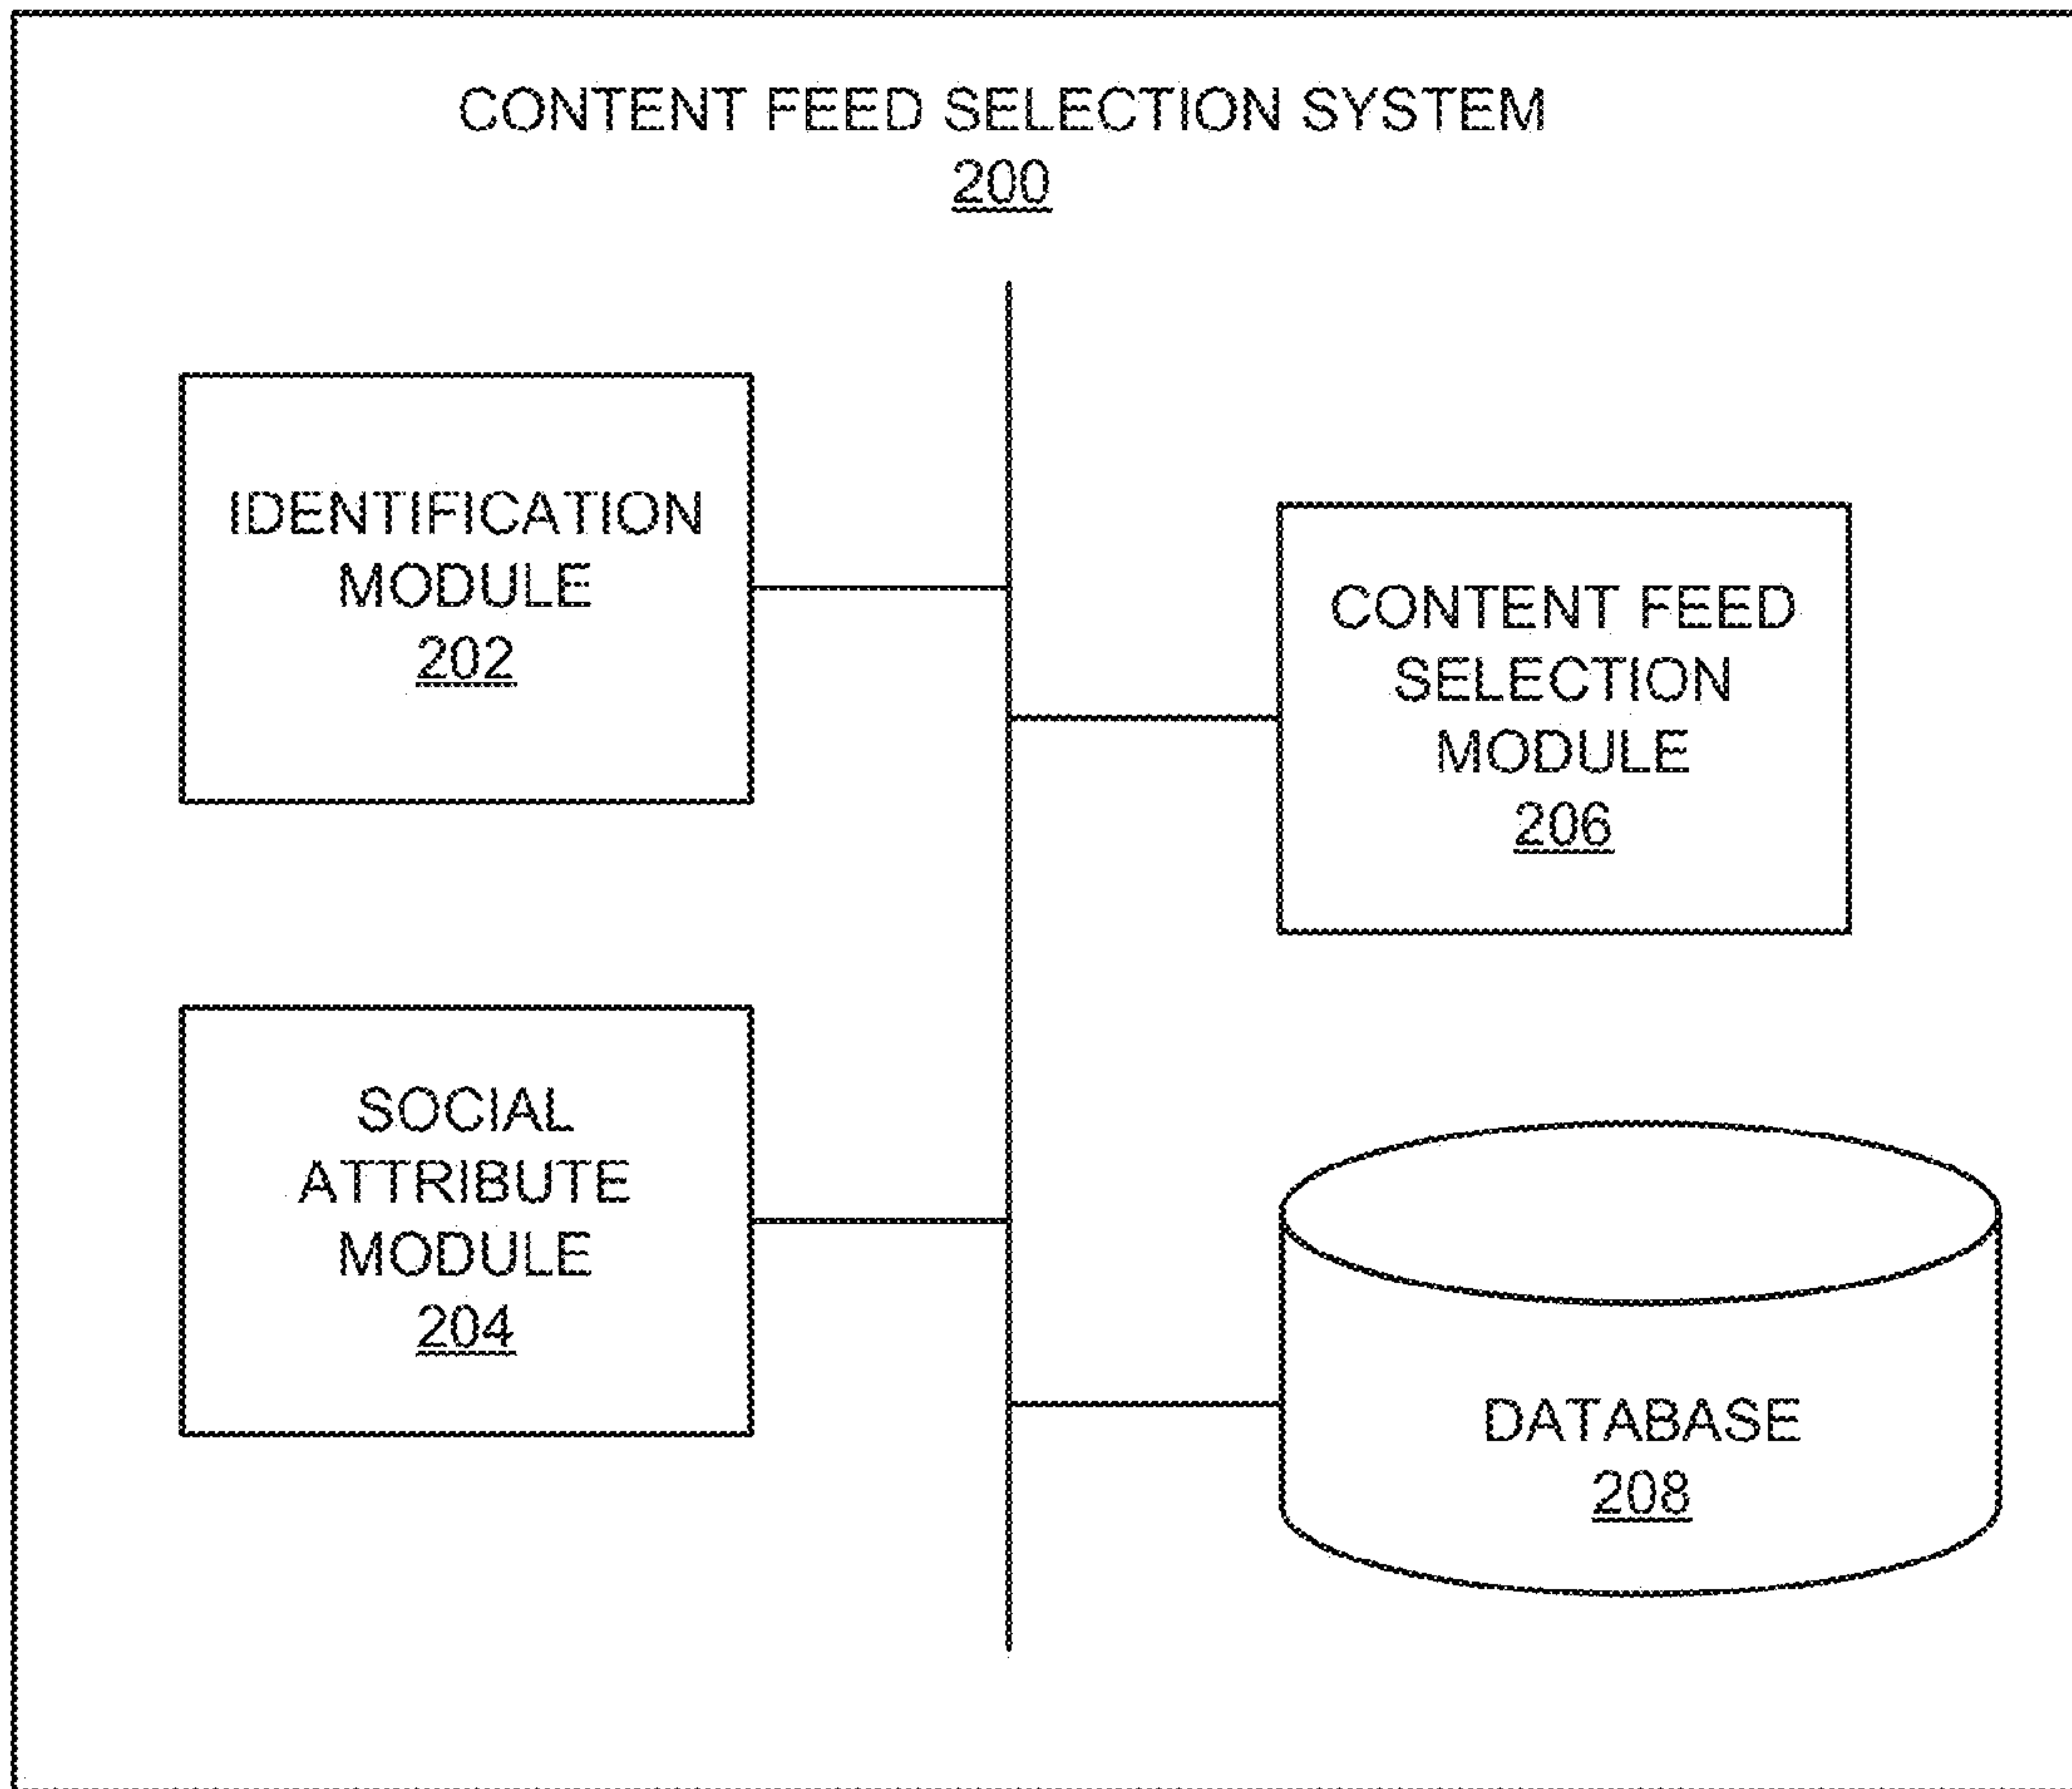 CONTENT FEED SELECTION SYSTEM
200
IDENTIFICATION
MODULE
202
CONTENT FEED
SELECTION
MODULE
206
SOCIAL
ATTRIBUTE
MODULE
204
DATABASE
208